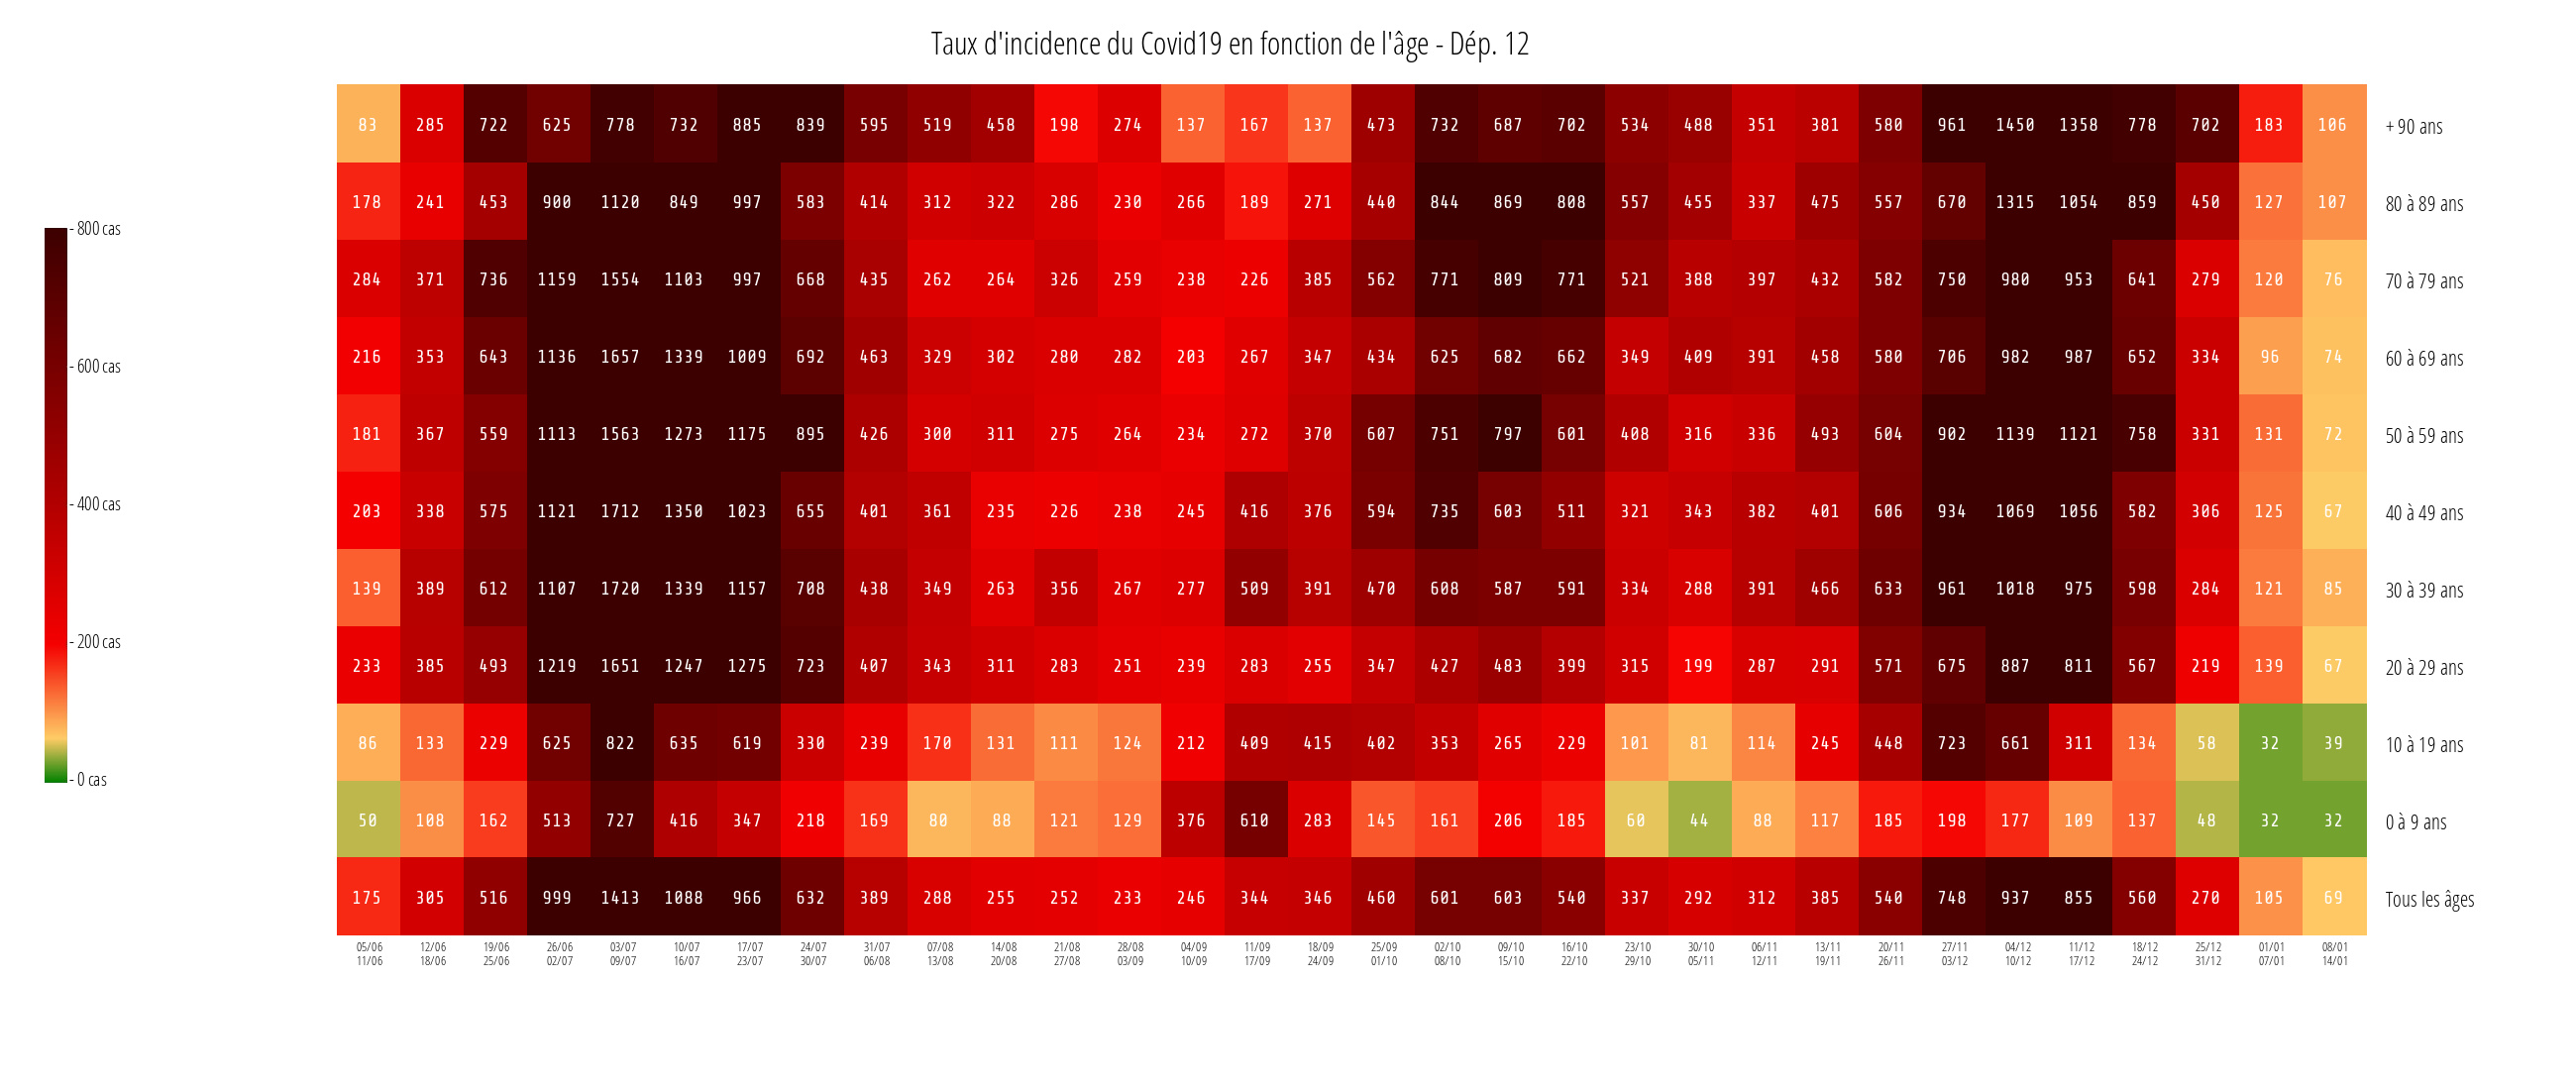 Taux d'incidence du Covid19 en fonction de l'âge - Dép. 12
- 800 cas
- 600 cas
- 400 cas
- 200 cas
- 0 cas
83 285 722 625 778 732 885 839 595 519 458 198 274 137 167 137 473 732 687 702 534 488 351 381 580 961 1450 1358 778 702 183 106 + 90 ans
178 241 453 900 1120 849 997 583 414 312 322 286 230 266 189 271 440 844 869 808 557 455 337 475 557 670 1315 1054 859 450 127 107 80 à 89 ans
284 371 736 1159 1554 1103 997 668 435 262 264 326 259 238 226 385 562 771 809 771 521 388 397 432 582 750 980 953 641 279 120 76 70 à 79 ans
216 353 643 1136 1657 1339 1009 692 463 329 302 280 282 203 267 347 434 625 682 662 349 409 391 458 580 706 982 987 652 334 96 74 60 à 69 ans
181 367 559 1113 1563 1273 1175 895 426 300 311 275 264 234 272 370 607 751 797 601 408 316 336 493 604 902 1139 1121 758 331 131 72 50 à 59 ans
203 338 575 1121 1712 1350 1023 655 401 361 235 226 238 245 416 376 594 735 603 511 321 343 382 401 606 934 1069 1056 582 306 125 67 40 à 49 ans
139 389 612 1107 1720 1339 1157 708 438 349 263 356 267 277 509 391 470 608 587 591 334 288 391 466 633 961 1018 975 598 284 121 85 30 à 39 ans
233 385 493 1219 1651 1247 1275 723 407 343 311 283 251 239 283 255 347 427 483 399 315 199 287 291 571 675 887 811 567 219 139 67 20 à 29 ans
86 133 229 625 822 635 619 330 239 170 131 111 124 212 409 415 402 353 265 229 101 81 114 245 448 723 661 311 134 58 32 39 10 à 19 ans
50 108 162 513 727 416 347 218 169 80 88 121 129 376 610 283 145 161 206 185 60 44 88 117 185 198 177 109 137 48 32 32 0 à 9 ans
175 305 516 999 1413 1088 966 632 389 288 255 252 233 246 344 346 460 601 603 540 337 292 312 385 540 748 937 855 560 270 105 69 Tous les âges
05/06 12/06 19/06 26/06 03/07 10/07 17/07 24/07 31/07 07/08 14/08 21/08 28/08 04/09 11/09 18/09 25/09 02/10 09/10 16/10 23/10 30/10 06/11 13/11 20/11 27/11 04/12 11/12 18/12 25/12 01/01 08/01
11/06 18/06 25/06 02/07 09/07 16/07 23/07 30/07 06/08 13/08 20/08 27/08 03/09 10/09 17/09 24/09 01/10 08/10 15/10 22/10 29/10 05/11 12/11 19/11 26/11 03/12 10/12 17/12 24/12 31/12 07/01 14/01